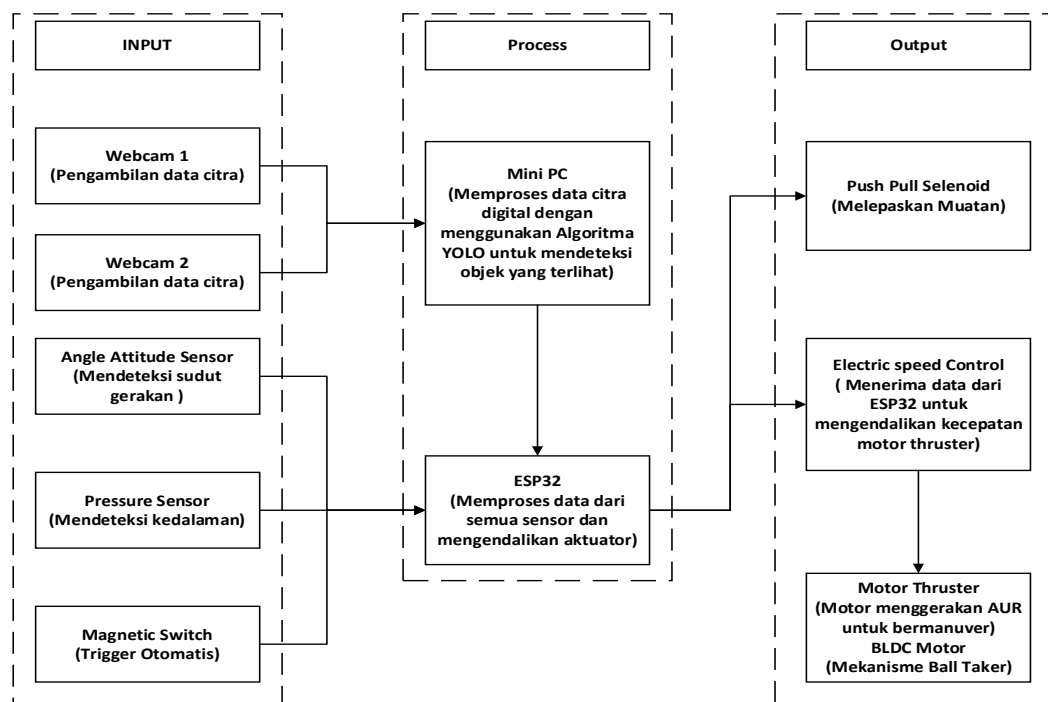 INPUT
Webcam 1
(Pengambilan data citra)
Webcam 2
(Pengambilan data citra)
Angle Attitude Sensor
(Mendeteksi sudut
gerakan )
Pressure Sensor
(Mendeteksi kedalaman)
Magnetic Switch
(Trigger Otomatis)
Process
Mini PC
(Memproses data citra
digital dengan
menggunakan Algoritma
YOLO untuk mendeteksi
objek yang terlihat)
ESP32
(Memproses data dari
semua sensor dan
mengendalikan aktuator)
Output
Push Pull Selenoid
(Melepaskan Muatan)
Electric speed Control
( Menerima data dari
ESP32 untuk
mengendalikan kecepatan
motor thruster)
Motor Thruster
(Motor menggerakan AUR
untuk bermanuver)
BLDC Motor
(Mekanisme Ball Taker)